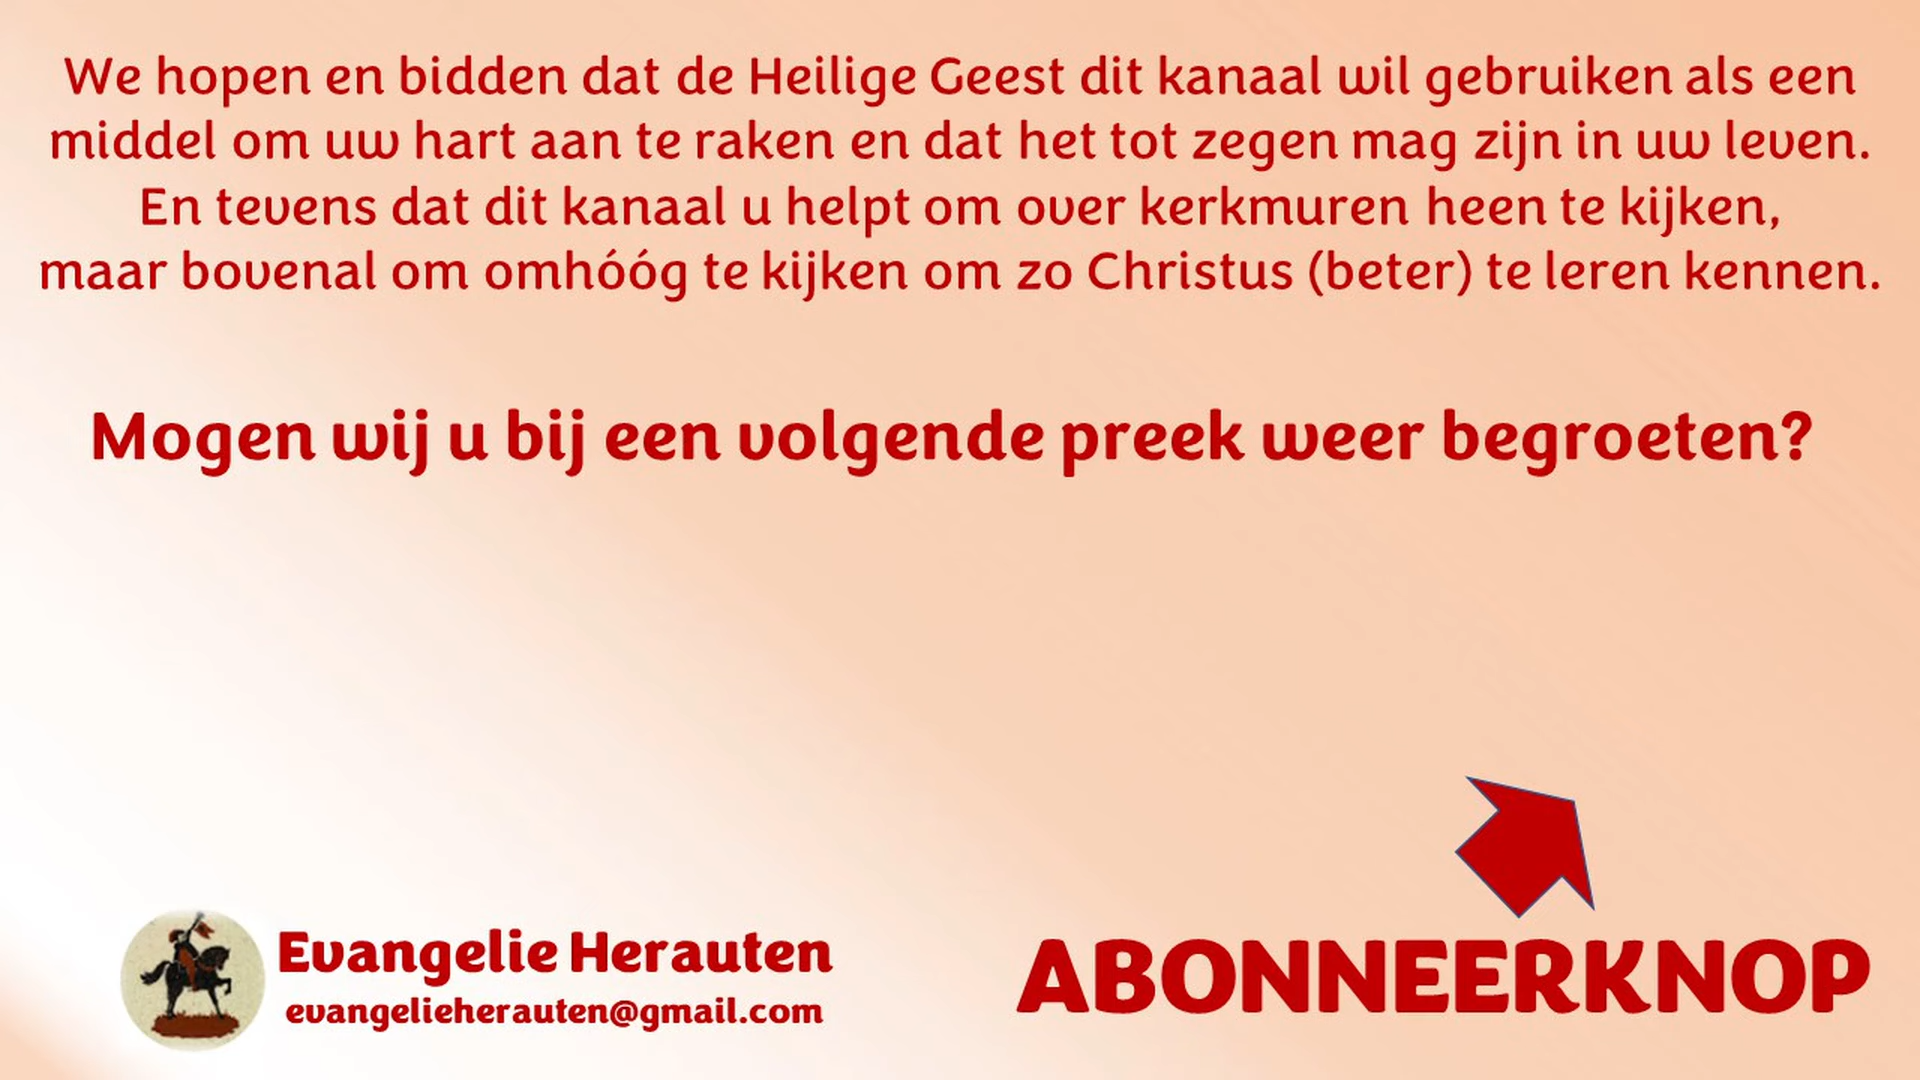 We hopen en bidden dat de Heilige Geest dit kanaal wil gebruiken als een
middel om uw hart aan te raken en dat het tot zegen mag zijn in uw leven.
En tevens dat dit kanaal u helpt om over kerkmuren heen te kijken,
maar bovenal om omhóóg te kijken om zo Christus (beter) te leren kennen.
Mogen wij u bij een volgende preek weer begroeten?
Evangelie Herauten
evangelieherauten@gmail.com
ABONNEERKNOP